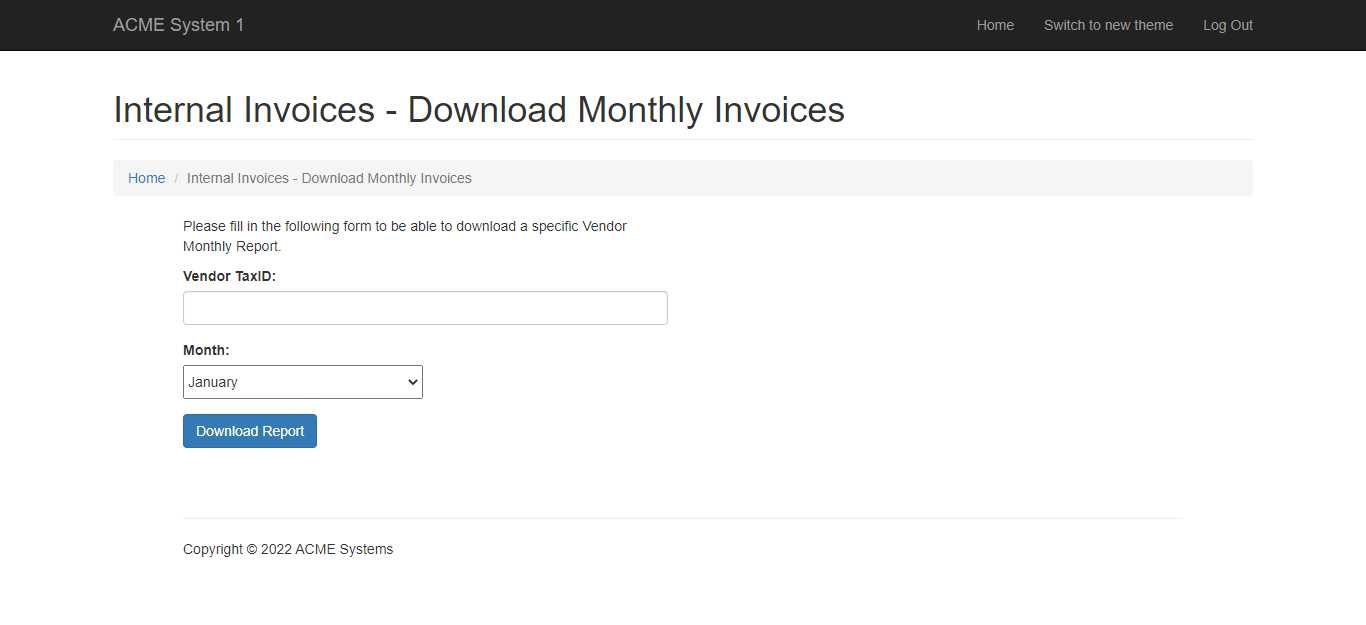 ACME System 1
Home
Switch to new theme
Log Out
Internal Invoices - Download Monthly Invoices
Home / Internal Invoices - Download Monthly Invoices
Please fill in the following form to be able to download a specific Vendor
Monthly Report.
Vendor TaxID:
Month:
January
Download Report
Copyright © 2022 ACME Systems